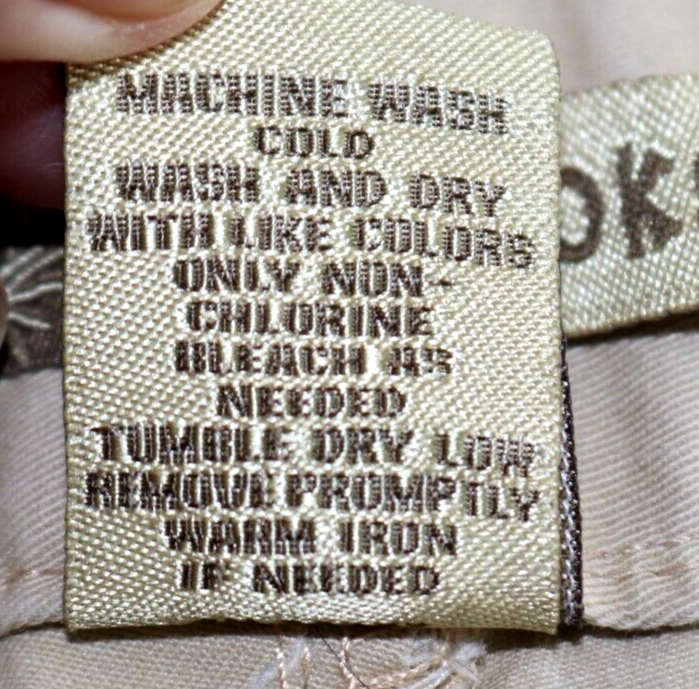 MACHINE WASH
COLD
WASH AND DRY
WITH LIKE COLORS
ONLY NON-
CHLORINE
BLEACH AS
NEEDED
TUMBLE DRY LOW
REMOVE PROMPTLY
WARM IRON
IF NEEDED
OK